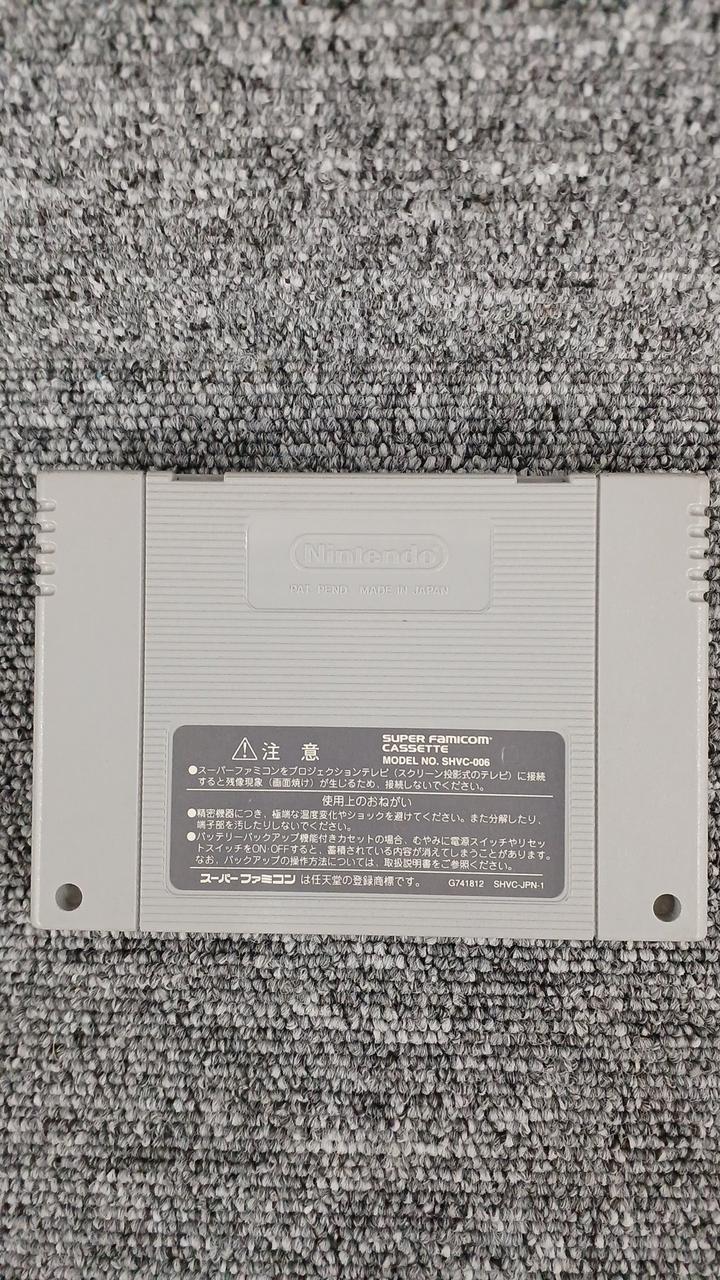 Nintendo
PAT. PEND. MADE IN JAPAN
⚠注 意
SUPER FAMICOM
CASSETTE
MODEL NO. SHVC-006
●スーパーファミコンをプロジェクションテレビ（スクリーン投影式のテレビ）に接続
すると残像現象（画面焼け）が生じるため、接続しないでください。
使用上のおねがい
●精密機器につき、極端な温度変化やショックを避けてください。また分解したり、
端子部を汚したりしないでください。
●バッテリーバックアップ機能付きカセットの場合、むやみに電源スイッチやリセッ
トスイッチをON・OFFすると、蓄積されている内容が消えてしまうことがあります。
なお、バックアップの操作方法については、取扱説明書をご参照ください。
スーパーファミコン は任天堂の登録商標です。 G741812 SHVC-JPN-1